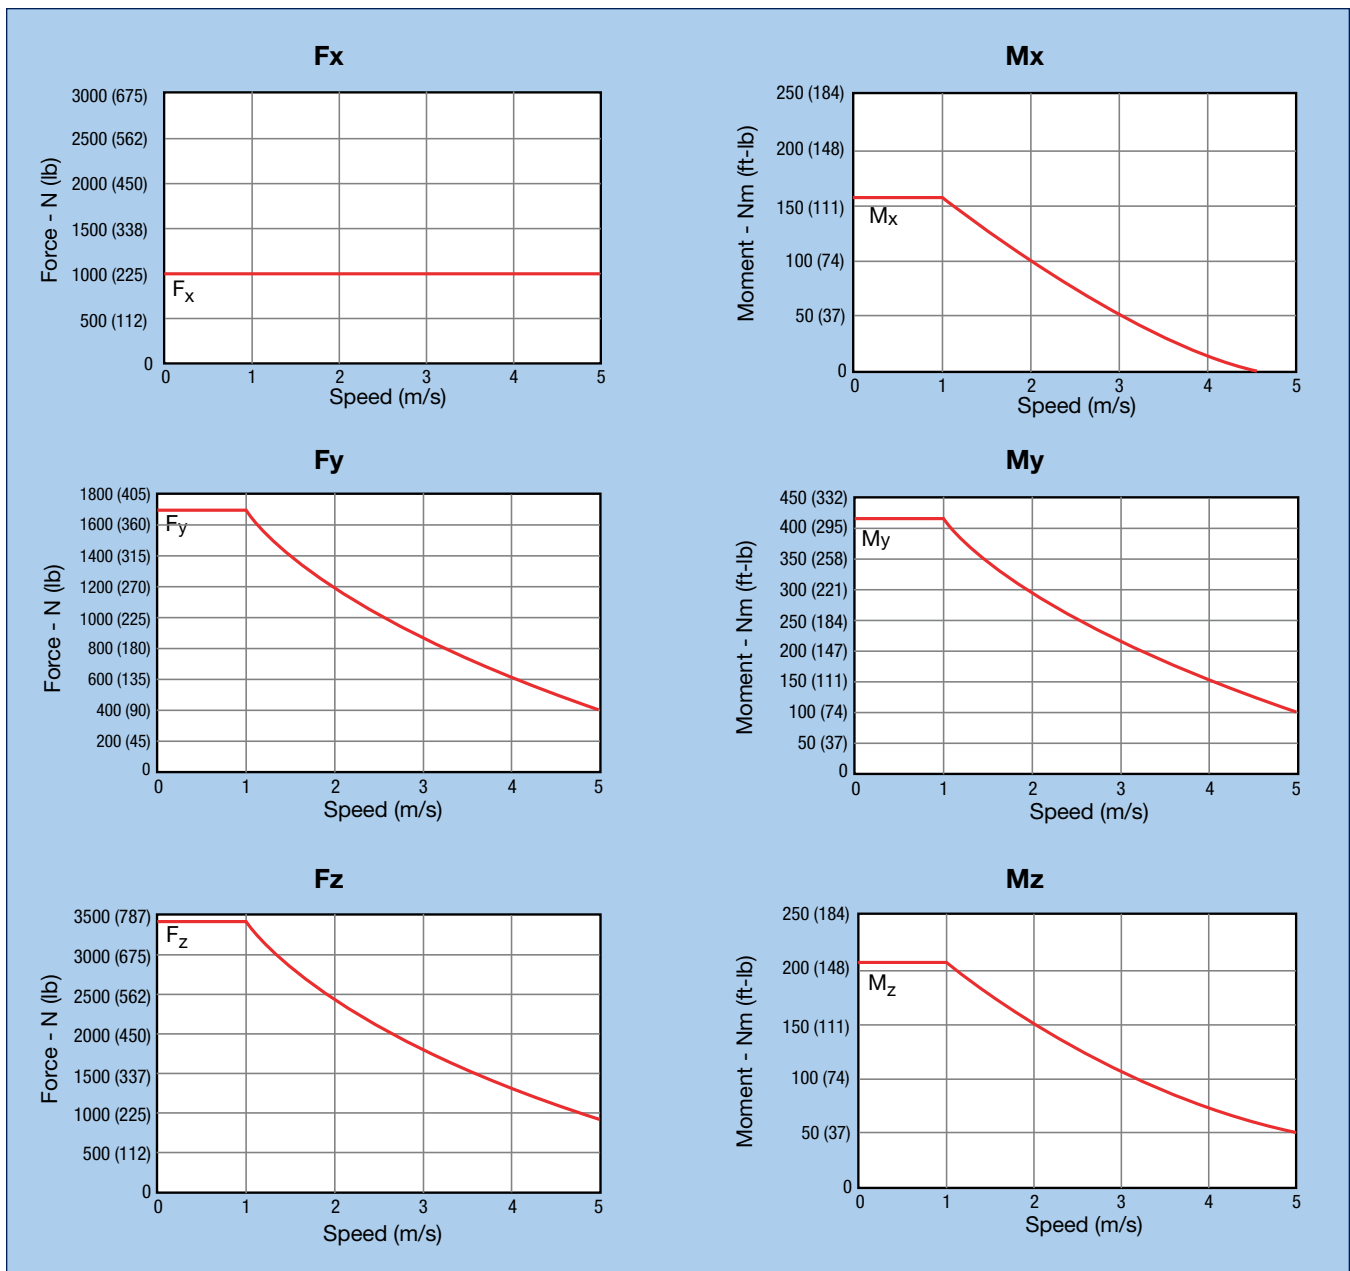 Fx
3000 (675)
2500 (562)
2000 (450)
1500 (338)
1000 (225)
500 (112)
0
Force - N (lb)
Fx
0 1 2 3 4 5
Speed (m/s)
Mx
250 (184)
200 (148)
150 (111)
100 (74)
50 (37)
0
Moment - Nm (ft-lb)
Mx
0 1 2 3 4 5
Speed (m/s)
Fy
1800 (405)
1600 (360)
1400 (315)
1200 (270)
1000 (225)
800 (180)
600 (135)
400 (90)
200 (45)
0
Force - N (lb)
Fy
0 1 2 3 4 5
Speed (m/s)
My
450 (332)
400 (295)
350 (258)
300 (221)
250 (184)
200 (147)
150 (111)
100 (74)
50 (37)
0
Moment - Nm (ft-lb)
My
0 1 2 3 4 5
Speed (m/s)
Fz
3500 (787)
3000 (675)
2500 (562)
2000 (450)
1500 (337)
1000 (225)
500 (112)
0
Force - N (lb)
Fz
0 1 2 3 4 5
Speed (m/s)
Mz
250 (184)
200 (148)
150 (111)
100 (74)
50 (37)
0
Moment - Nm (ft-lb)
Mz
0 1 2 3 4 5
Speed (m/s)